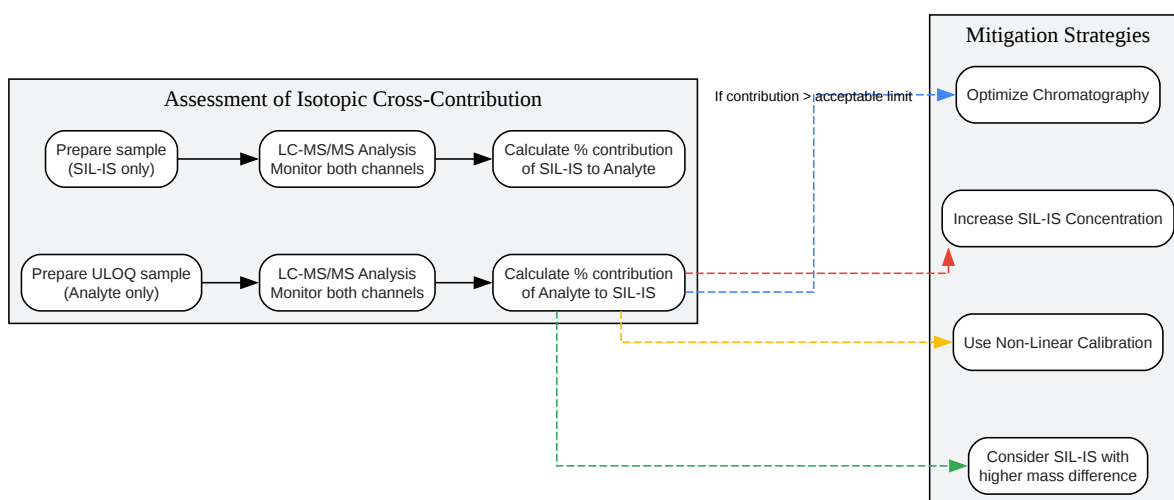 Mitigation Strategies
Assessment of Isotopic Cross-Contribution
If contribution > acceptable limit
Optimize Chromatography
Prepare sample
(SIL-IS only)
LC-MS/MS Analysis
Monitor both channels
Calculate % contribution
of SIL-IS to Analyte
Increase SIL-IS Concentration
Prepare ULOQ sample
(Analyte only)
LC-MS/MS Analysis
Monitor both channels
Calculate % contribution
of Analyte to SIL-IS
Use Non-Linear Calibration
Consider SIL-IS with
higher mass difference